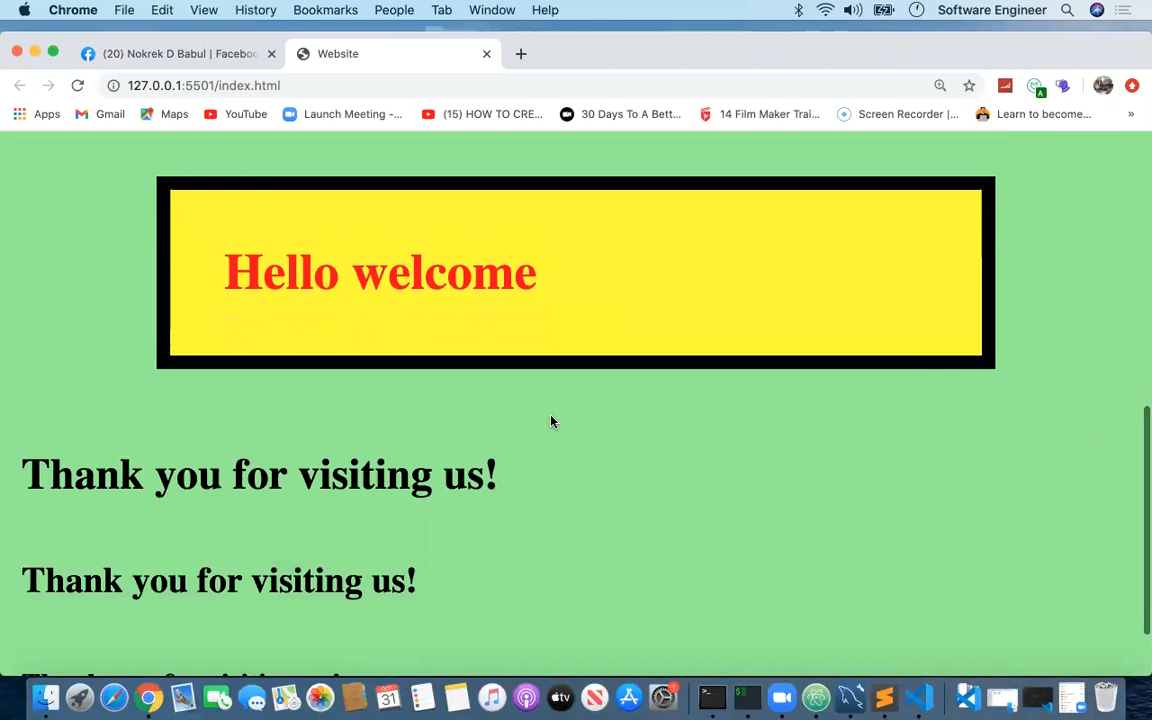 Chrome File Edit View History Bookmarks People Tab Window Help Software Engineer
(20) Nokrek D Babul | Faceboo Website
127.0.0.1:5501/index.html
Apps Gmail Maps YouTube Launch Meeting -... (15) HOW TO CRE... 30 Days To A Bett... 14 Film Maker Trai... Screen Recorder |... Learn to become... »
Hello welcome
Thank you for visiting us!
Thank you for visiting us!